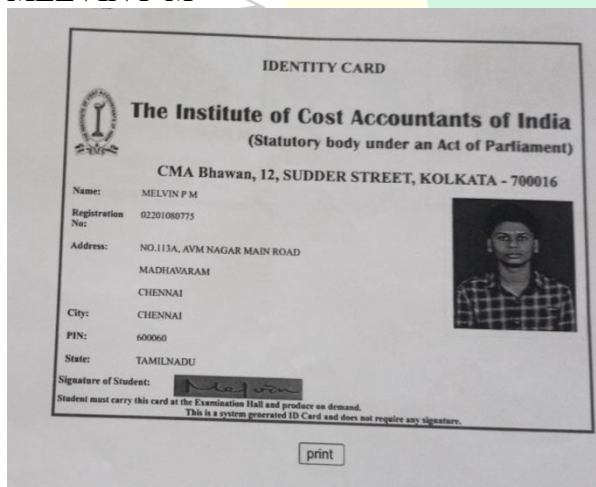 IDENTITY CARD
The Institute of Cost Accountants of India
(Statutory body under an Act of Parliament)
CMA Bhawan, 12, SUDDER STREET, KOLKATA - 700016
Name: MELVIN P M
Registration No: 02201080775
Address: NO.113A, AVM NAGAR MAIN ROAD
MADHAVARAM
CHENNAI
City: CHENNAI
PIN: 600060
State: TAMILNADU
Signature of Student: Melvin
Student must carry this card at the Examination Hall and produce on demand.
This is a system generated ID Card and does not require any signature.
print